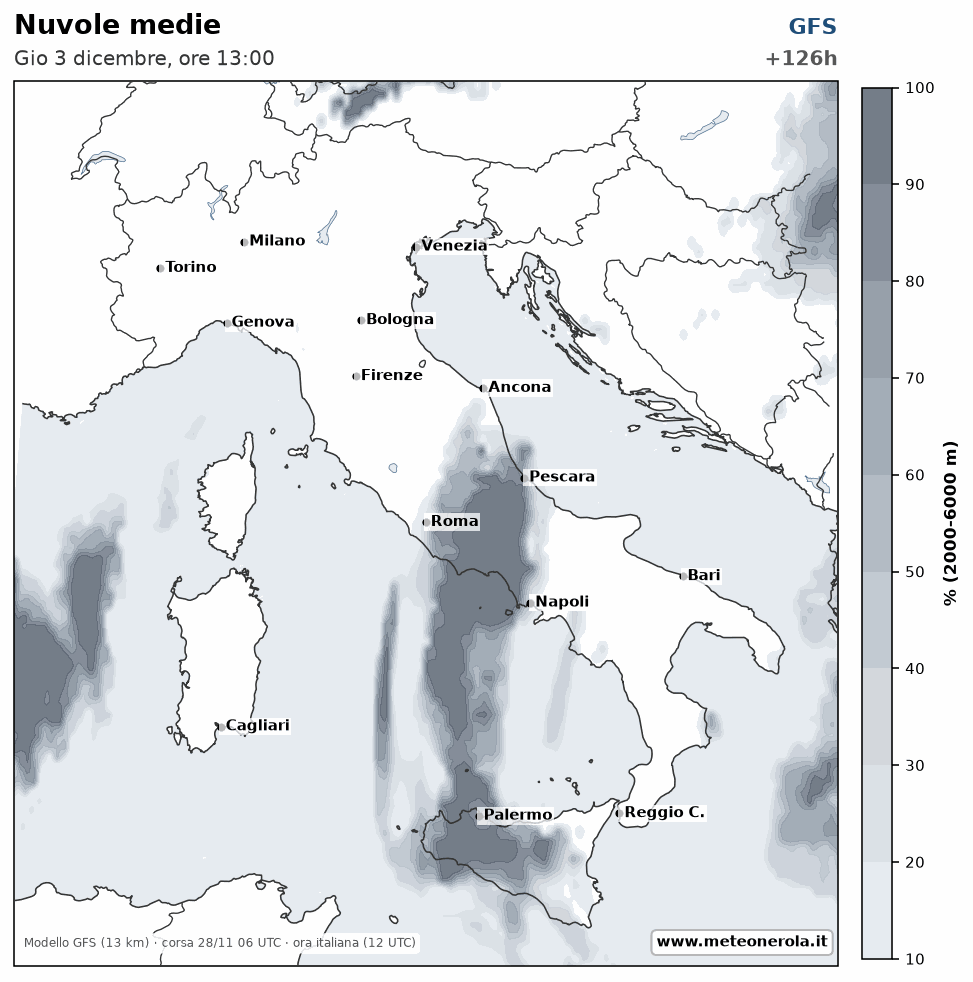 Nuvole medie
GFS
Gio 3 dicembre, ore 13:00
+126h
100
90
80
70
60
50
40
30
20
10
% (2000-6000 m)
Milano
Venezia
Torino
Genova
Bologna
Firenze
Ancona
Pescara
Roma
Bari
Napoli
Cagliari
Palermo
Reggio C.
Modello GFS (13 km) · corsa 28/11 06 UTC · ora italiana (12 UTC)
www.meteonerola.it